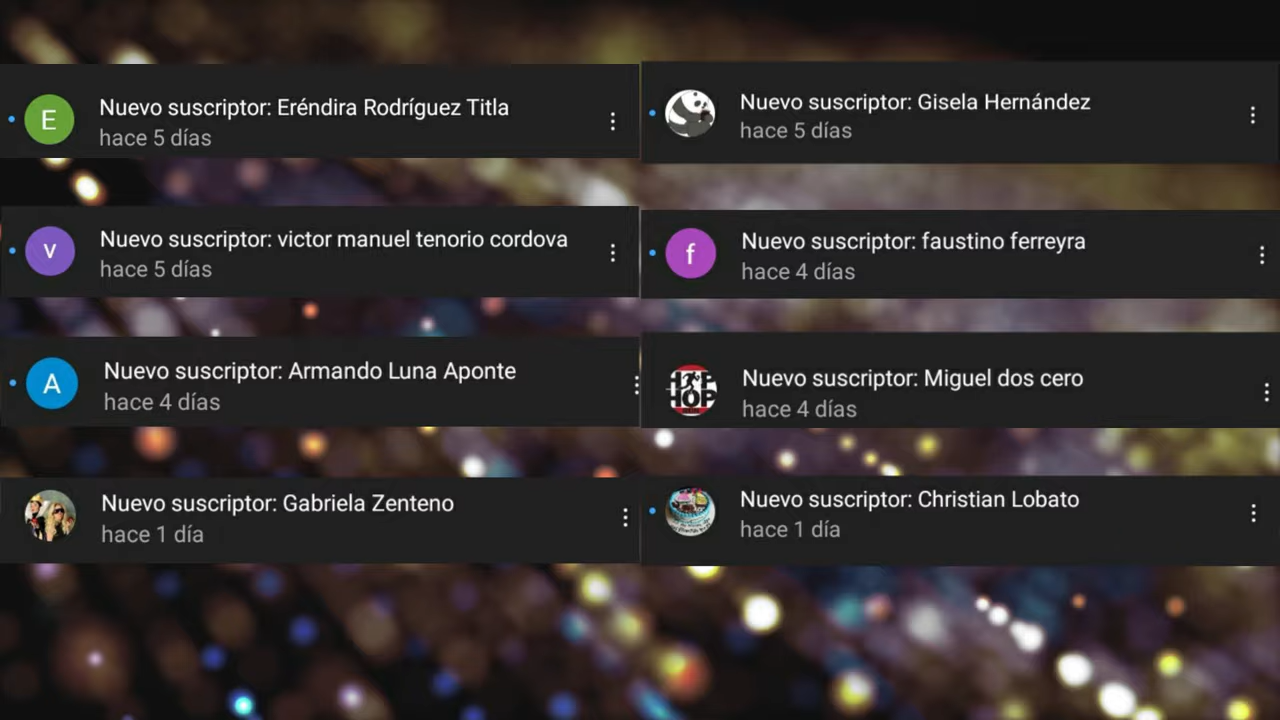 E
Nuevo suscriptor: Eréndira Rodríguez Titla
hace 5 días
Nuevo suscriptor: Gisela Hernández
hace 5 días
v
Nuevo suscriptor: victor manuel tenorio cordova
hace 5 días
f
Nuevo suscriptor: faustino ferreyra
hace 4 días
A
Nuevo suscriptor: Armando Luna Aponte
hace 4 días
HIP
HOP
Nuevo suscriptor: Miguel dos cero
hace 4 días
Nuevo suscriptor: Gabriela Zenteno
hace 1 día
Nuevo suscriptor: Christian Lobato
hace 1 día